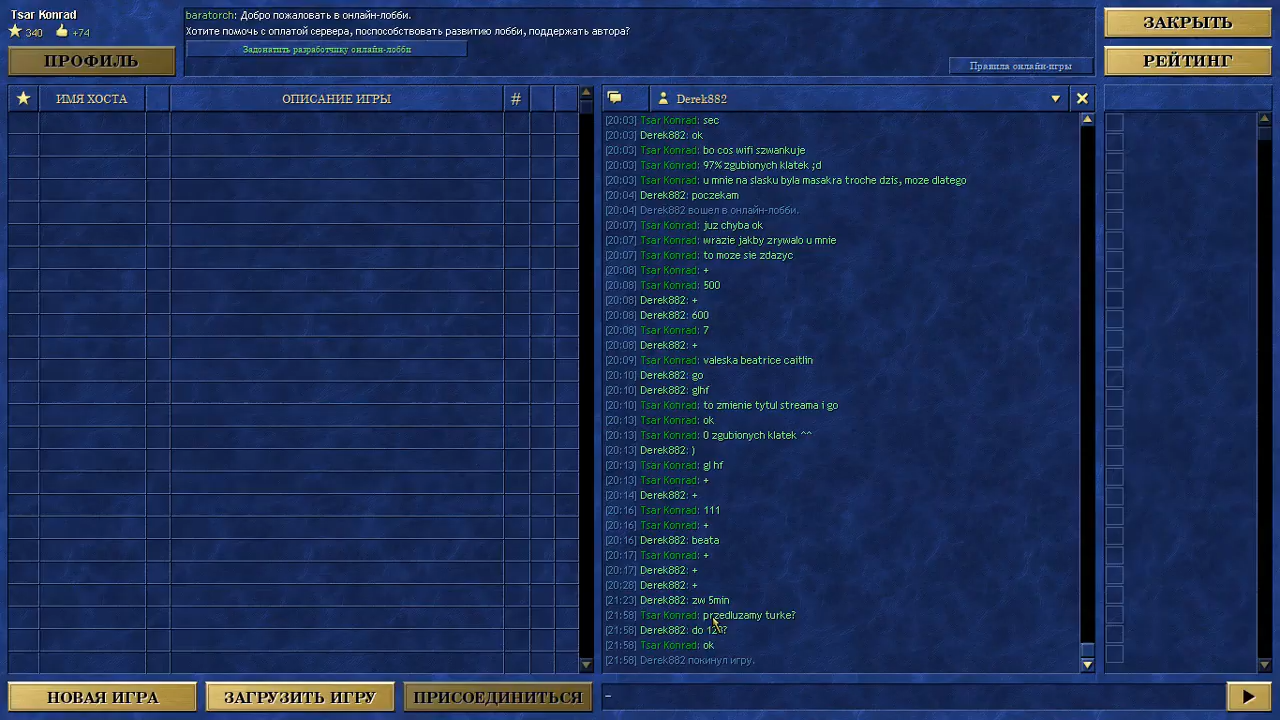 Tsar Konrad
340 +74
ПРОФИЛЬ
baratorch: Добро пожаловать в онлайн-лобби
Хотите помочь с оплатой сервера, поспособ лобби, поддержать автора?
Задонатить разработчику онлайн-лобби
Правила онлайн-игры
ЗАКРЫТЬ
РЕЙТИНГ
ИМЯ ХОСТА ОПИСАНИЕ ИГРЫ #
Derek882
[20:03] Tsar Konrad: sec
[20:03] Derek882: ok
[20:03] Tsar Konrad: bo cos wifi szwankuje
[20:03] Tsar Konrad: 97% zgubionych klatek ;d
[20:03] Tsar Konrad: u mnie na slasku byla masakra troche dzis, moze dlatego
[20:04] Derek882: poczekam
[20:04] Derek882 вошел в онлайн-лобби.
[20:07] Tsar Konrad: juz chyba ok
[20:07] Tsar Konrad: wrazie jakby zrywalo u mnie
[20:07] Tsar Konrad: to moze sie zdazyc
[20:08] Tsar Konrad: +
[20:08] Tsar Konrad: 500
[20:08] Derek882: +
[20:08] Derek882: 600
[20:08] Tsar Konrad: 7
[20:08] Derek882: +
[20:09] Tsar Konrad: valeska beatrice caitlin
[20:10] Derek882: go
[20:10] Derek882: glhf
[20:10] Tsar Konrad: to zmienie tytul streama i go
[20:13] Tsar Konrad: ok
[20:13] Tsar Konrad: 0 zgubionych klatek ^^
[20:13] Derek882: )
[20:13] Tsar Konrad: gl hf
[20:13] Tsar Konrad: +
[20:14] Derek882: +
[20:16] Tsar Konrad: 111
[20:16] Tsar Konrad: +
[20:16] Derek882: beata
[20:17] Tsar Konrad: +
[20:17] Derek882: +
[20:28] Derek882: +
[21:23] Derek882: zw 5min
[21:58] Tsar Konrad: przedluzamy turke?
[21:58] Derek882: do
[21:58] Tsar Konrad: ok
[21:58] Derek882 покинул игру.
НОВАЯ ИГРА
ЗАГРУЗИТЬ ИГРУ
ПРИСОЕДИНИТЬСЯ